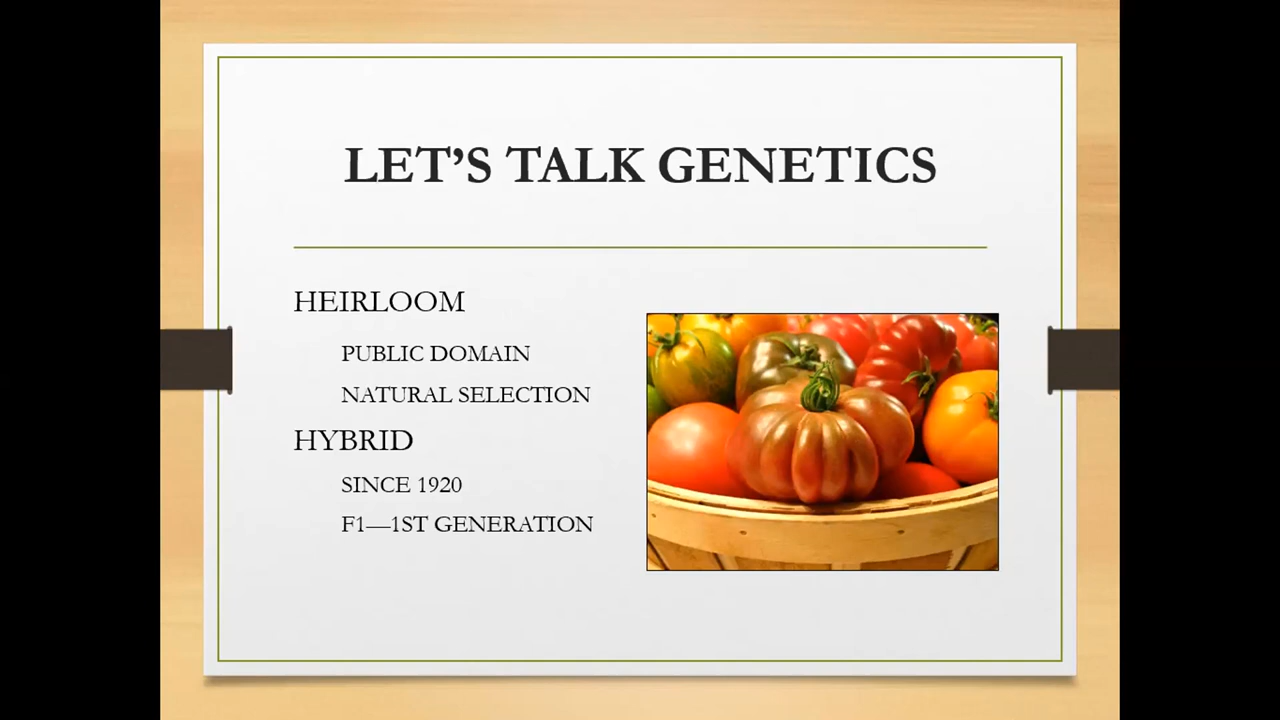 LET'S TALK GENETICS
HEIRLOOM
PUBLIC DOMAIN
NATURAL SELECTION
HYBRID
SINCE 1920
F1—1ST GENERATION